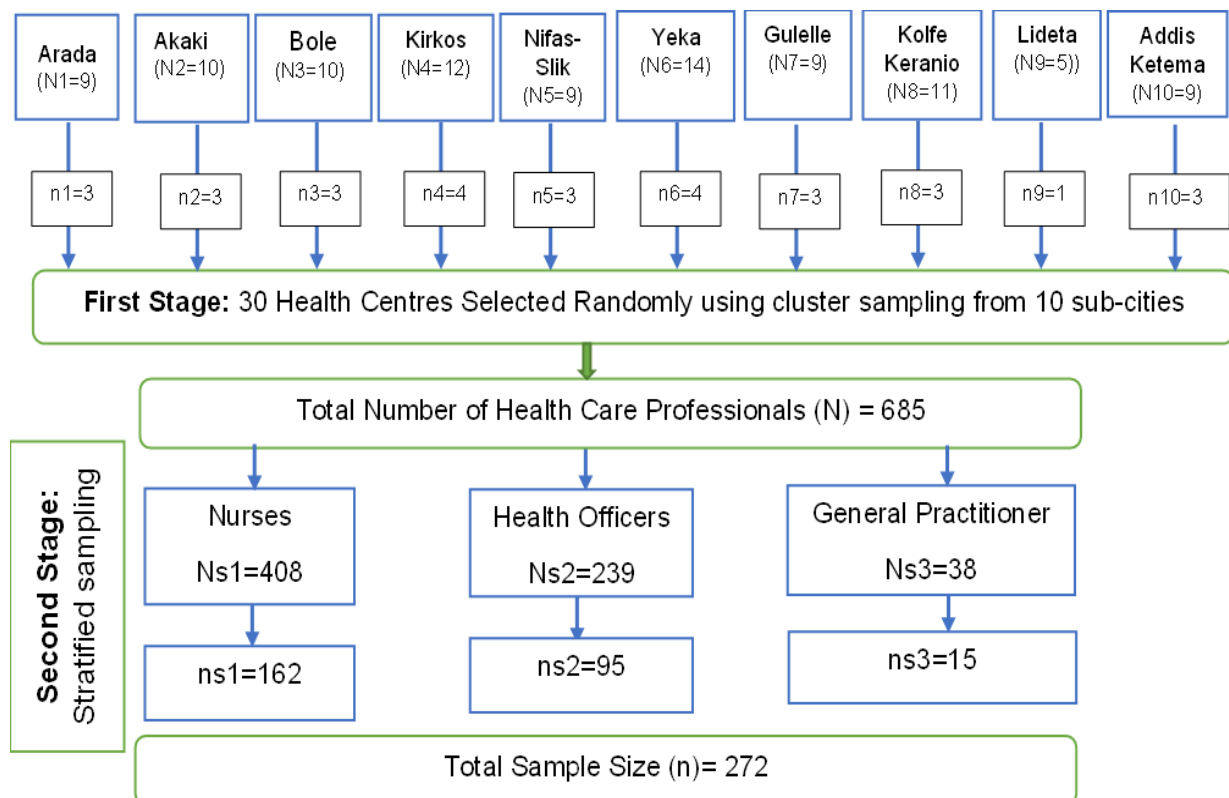 Arada
(N1=9)
Akaki
(N2=10)
Bole
(N3=10)
Kirkos
(N4=12)
Nifas-
Slik
(N5=9)
Yeka
(N6=14)
Gulelle
(N7=9)
Kolfe
Keranio
(N8=11)
Lideta
(N9=5))
Addis
Ketema
(N10=9)
n1=3
n2=3
n3=3
n4=4
n5=3
n6=4
n7=3
n8=3
n9=1
n10=3
First Stage: 30 Health Centres Selected Randomly using cluster sampling from 10 sub-cities
Total Number of Health Care Professionals (N) = 685
Second Stage:
Stratified sampling
Nurses
Ns1=408
Health Officers
Ns2=239
General Practitioner
Ns3=38
ns1=162
ns2=95
ns3=15
Total Sample Size (n)= 272